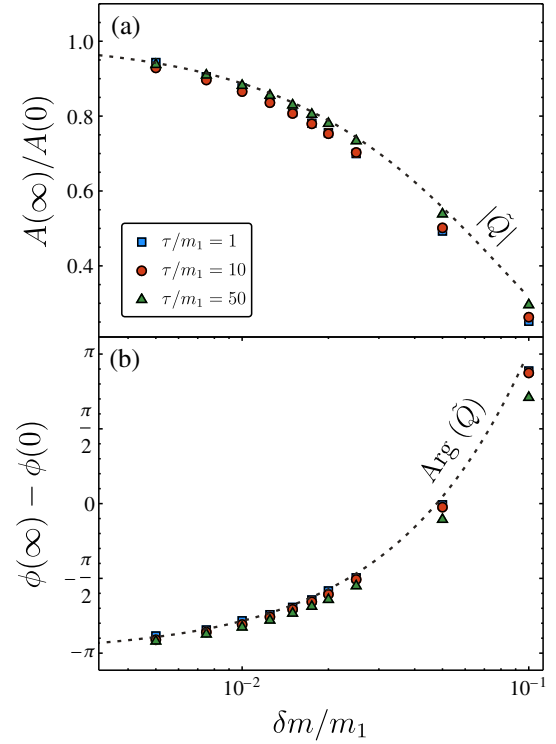 (a)
1.0
0.8
0.6
0.4
A(∞)/A(0)
|Q̃|
τ/m₁ = 1
τ/m₁ = 10
τ/m₁ = 50
(b)
π
π/2
0
−π/2
−π
ϕ(∞) − ϕ(0)
Arg (Q̃)
10⁻²
10⁻¹
δm/m₁